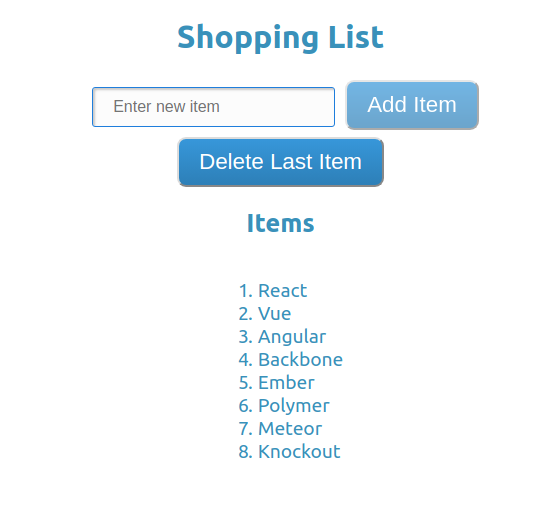 Shopping List
Enter new item
Add Item
Delete Last Item
Items
1. React
2. Vue
3. Angular
4. Backbone
5. Ember
6. Polymer
7. Meteor
8. Knockout